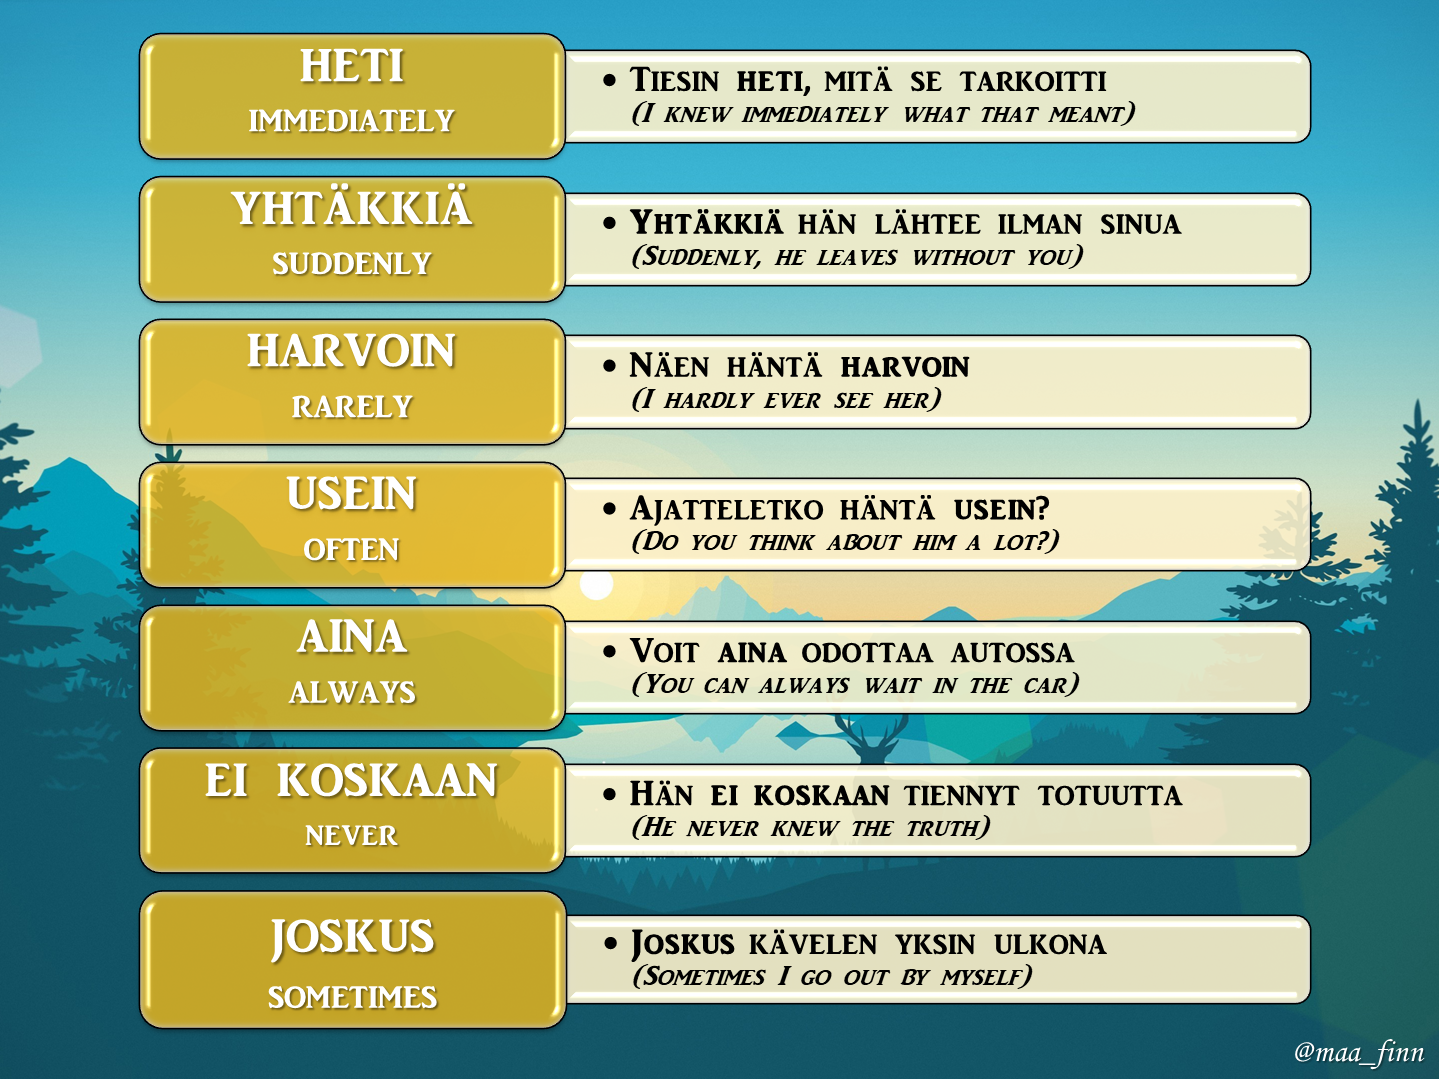 HETI
IMMEDIATELY
• TIESIN HETI, MITÄ SE TARKOITTI
(I KNEW IMMEDIATELY WHAT THAT MEANT)
YHTÄKKIÄ
SUDDENLY
• YHTÄKKIÄ HÄN LÄHTEE ILMAN SINUA
(SUDDENLY, HE LEAVES WITHOUT YOU)
HARVOIN
RARELY
• NÄEN HÄNTÄ HARVOIN
(I HARDLY EVER SEE HER)
USEIN
OFTEN
• AJATTELETKO HÄNTÄ USEIN?
(DO YOU THINK ABOUT HIM A LOT?)
AINA
ALWAYS
• VOIT AINA ODOTTAA AUTOSSA
(YOU CAN ALWAYS WAIT IN THE CAR)
EI KOSKAAN
NEVER
• HÄN EI KOSKAAN TIENNYT TOTUUTTA
(HE NEVER KNEW THE TRUTH)
JOSKUS
SOMETIMES
• JOSKUS KÄVELEN YKSIN ULKONA
(SOMETIMES I GO OUT BY MYSELF)
@maa_finn